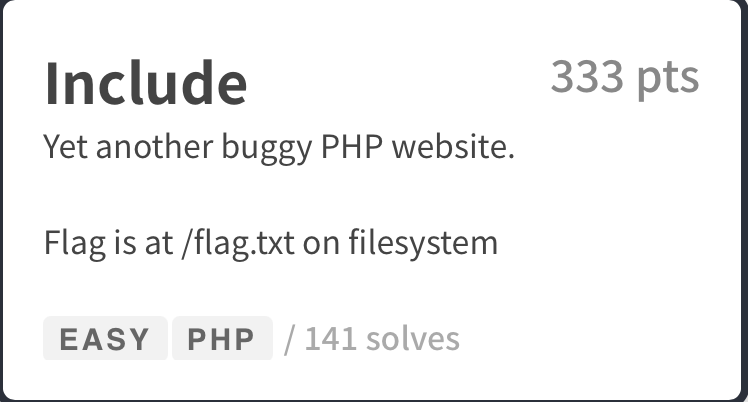 Include 333 pts
Yet another buggy PHP website.
Flag is at /flag.txt on filesystem
EASY PHP / 141 solves